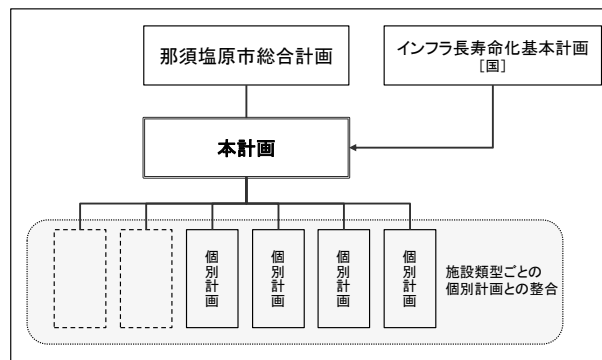 那須塩原市総合計画
インフラ長寿命化基本計画
[国]
本計画
個別計画
個別計画
個別計画
個別計画
施設類型ごとの
個別計画との整合